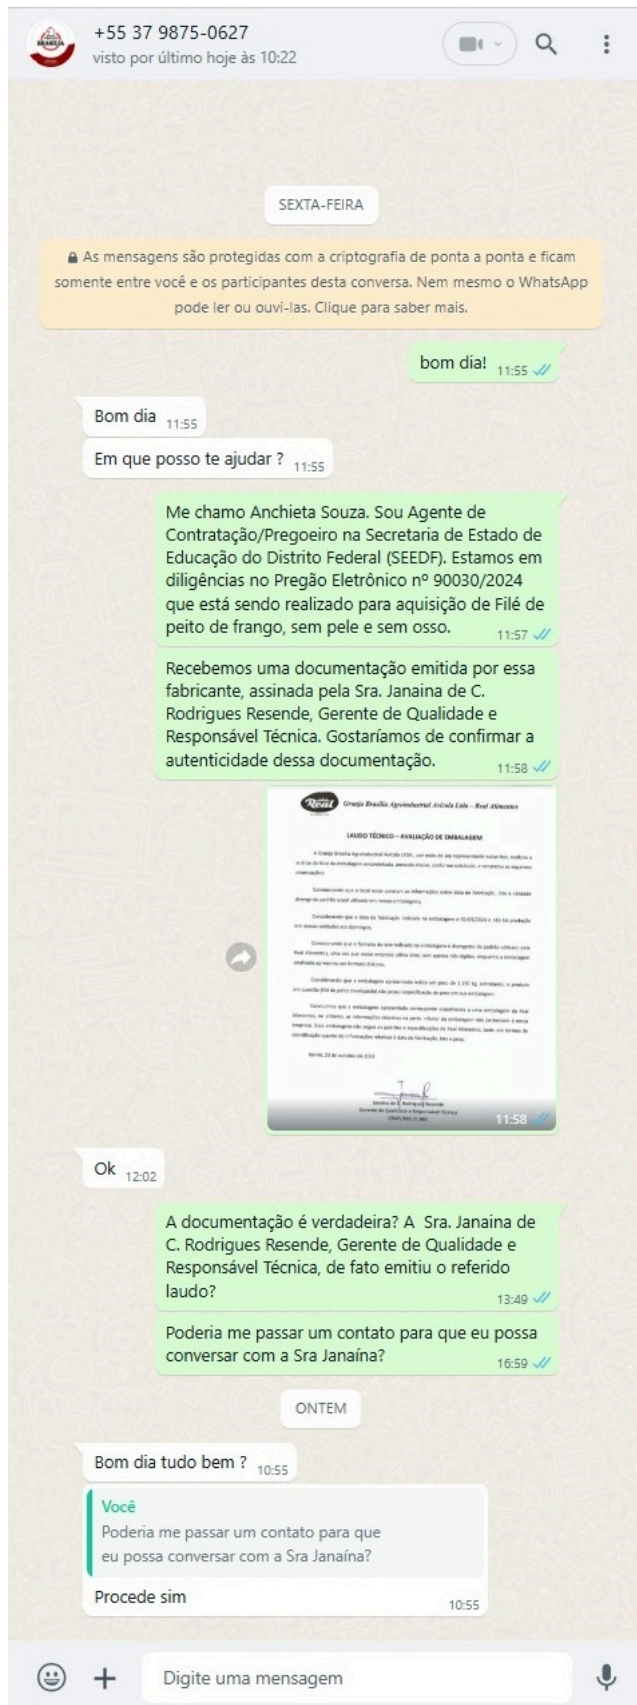 +55 37 9875-0627
visto por último hoje às 10:22
SEXTA-FEIRA
As mensagens são protegidas com a criptografia de ponta a ponta e ficam
somente entre você e os participantes desta conversa. Nem mesmo o WhatsApp
pode ler ou ouvi-las. Clique para saber mais.
bom dia! 11:55
Bom dia 11:55
Em que posso te ajudar ? 11:55
Me chamo Anchieta Souza. Sou Agente de
Contratação/Pregoeiro na Secretaria de Estado de
Educação do Distrito Federal (SEEDF). Estamos em
diligências no Pregão Eletrônico nº 90030/2024
que está sendo realizado para aquisição de Filé de
peito de frango, sem pele e sem osso. 11:57
Recebemos uma documentação emitida por essa
fabricante, assinada pela Sra. Janaina de C.
Rodrigues Resende, Gerente de Qualidade e
Responsável Técnica. Gostaríamos de confirmar a
autenticidade dessa documentação. 11:58
Real Granja Brasília Agroindustrial Avícola Ltda – Real Alimentos
LAUDO TÉCNICO – AVALIAÇÃO DE EMBALAGEM
Janaina de C. Rodrigues Resende
Gerente de Qualidade e Responsável Técnica
11:58
Ok 12:02
A documentação é verdadeira? A Sra. Janaina de
C. Rodrigues Resende, Gerente de Qualidade e
Responsável Técnica, de fato emitiu o referido
laudo? 13:49
Poderia me passar um contato para que eu possa
conversar com a Sra Janaína? 16:59
ONTEM
Bom dia tudo bem ? 10:55
Você
Poderia me passar um contato para que
eu possa conversar com a Sra Janaína?
Procede sim 10:55
Digite uma mensagem